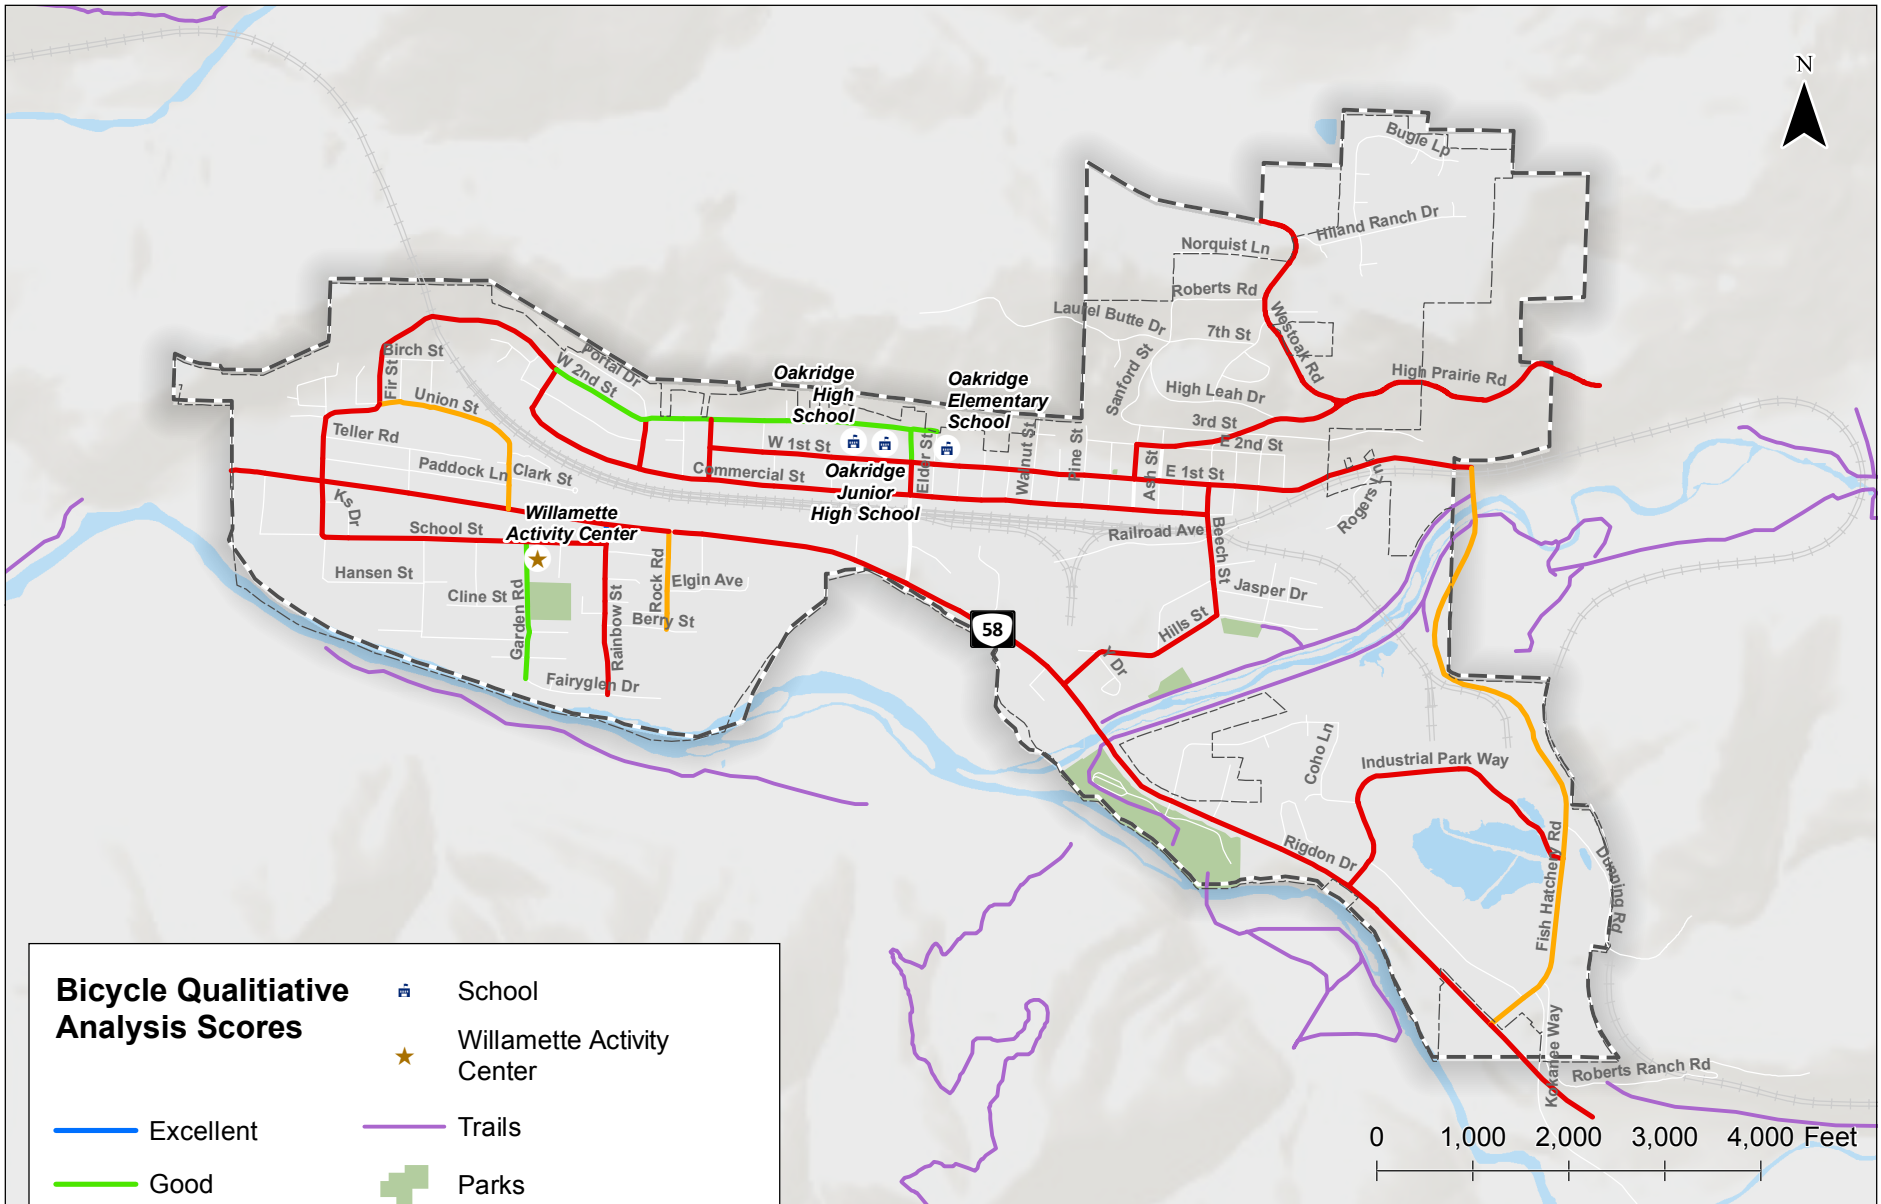 N
Bugle Lp
Hiland Ranch Dr
Norquist Ln
Roberts Rd
Laurel Butte Dr
7th St
Westoak Rd
Sanford St
High Prairie Rd
High Leah Dr
3rd St
E 2nd St
Birch St
Fir St
Portal Dr
W 2nd St
Union St
Oakridge
High
School
Oakridge
Elementary
School
Teller Rd
W 1st St
Elder St
Walnut St
Pine St
Ash St
E 1st St
Paddock Ln
Clark St
Commercial St
Oakridge
Junior
High School
Ks Dr
School St
Willamette
Activity Center
Railroad Ave
Beech St
Hansen St
Cline St
Garden Rd
Rainbow St
Rock Rd
Elgin Ave
Berry St
Jasper Dr
Hills St
58
Fairyglen Dr
Coho Ln
Industrial Park Way
Rigdon Dr
Fish Hatchery Rd
Dunning Rd
Kokanee Way
Roberts Ranch Rd
Bicycle Qualitiative
Analysis Scores
School
Willamette Activity
Center
Excellent
Trails
Good
Parks
0 1,000 2,000 3,000 4,000 Feet